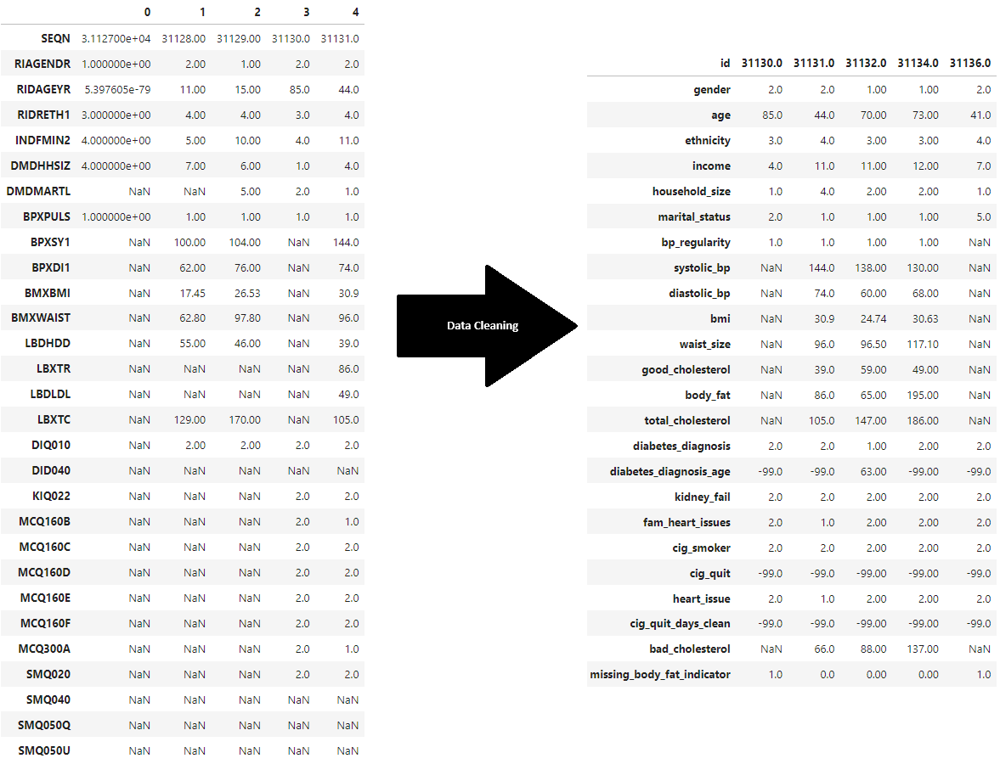 0 1 2 3 4
SEQN 3.112700e+04 31128.00 31129.00 31130.0 31131.0
RIAGENDR 1.000000e+00 2.00 1.00 2.0 2.0
RIDAGEYR 5.397605e-79 11.00 15.00 85.0 44.0
RIDRETH1 3.000000e+00 4.00 4.00 3.0 4.0
INDFMIN2 4.000000e+00 5.00 10.00 4.0 11.0
DMDHHSIZ 4.000000e+00 7.00 6.00 1.0 4.0
DMDMARTL NaN NaN 5.00 2.0 1.0
BPXPULS 1.000000e+00 1.00 1.00 1.0 1.0
BPXSY1 NaN 100.00 104.00 NaN 144.0
BPXDI1 NaN 62.00 76.00 NaN 74.0
BMXBMI NaN 17.45 26.53 NaN 30.9
BMXWAIST NaN 62.80 97.80 NaN 96.0
LBDHDD NaN 55.00 46.00 NaN 39.0
LBXTR NaN NaN NaN NaN 86.0
LBDLDL NaN NaN NaN NaN 49.0
LBXTC NaN 129.00 170.00 NaN 105.0
DIQ010 NaN 2.00 2.00 2.0 2.0
DID040 NaN NaN NaN NaN NaN
KIQ022 NaN NaN NaN 2.0 2.0
MCQ160B NaN NaN NaN 2.0 1.0
MCQ160C NaN NaN NaN 2.0 2.0
MCQ160D NaN NaN NaN 2.0 2.0
MCQ160E NaN NaN NaN 2.0 2.0
MCQ160F NaN NaN NaN 2.0 2.0
MCQ300A NaN NaN NaN 2.0 1.0
SMQ020 NaN NaN NaN 2.0 2.0
SMQ040 NaN NaN NaN NaN NaN
SMQ050Q NaN NaN NaN NaN NaN
SMQ050U NaN NaN NaN NaN NaN
Data Cleaning
id 31130.0 31131.0 31132.0 31134.0 31136.0
gender 2.0 2.0 1.00 1.00 2.0
age 85.0 44.0 70.00 73.00 41.0
ethnicity 3.0 4.0 3.00 3.00 4.0
income 4.0 11.0 11.00 12.00 7.0
household_size 1.0 4.0 2.00 2.00 1.0
marital_status 2.0 1.0 1.00 1.00 5.0
bp_regularity 1.0 1.0 1.00 1.00 NaN
systolic_bp NaN 144.0 138.00 130.00 NaN
diastolic_bp NaN 74.0 60.00 68.00 NaN
bmi NaN 30.9 24.74 30.63 NaN
waist_size NaN 96.0 96.50 117.10 NaN
good_cholesterol NaN 39.0 59.00 49.00 NaN
body_fat NaN 86.0 65.00 195.00 NaN
total_cholesterol NaN 105.0 147.00 186.00 NaN
diabetes_diagnosis 2.0 2.0 1.00 2.00 2.0
diabetes_diagnosis_age -99.0 -99.0 63.00 -99.00 -99.0
kidney_fail 2.0 2.0 2.00 2.00 2.0
fam_heart_issues 2.0 1.0 2.00 2.00 2.0
cig_smoker 2.0 2.0 2.00 2.00 2.0
cig_quit -99.0 -99.0 -99.00 -99.00 -99.0
heart_issue 2.0 1.0 2.00 2.00 2.0
cig_quit_days_clean -99.0 -99.0 -99.00 -99.00 -99.0
bad_cholesterol NaN 66.0 88.00 137.00 NaN
missing_body_fat_indicator 1.0 0.0 0.00 0.00 1.0